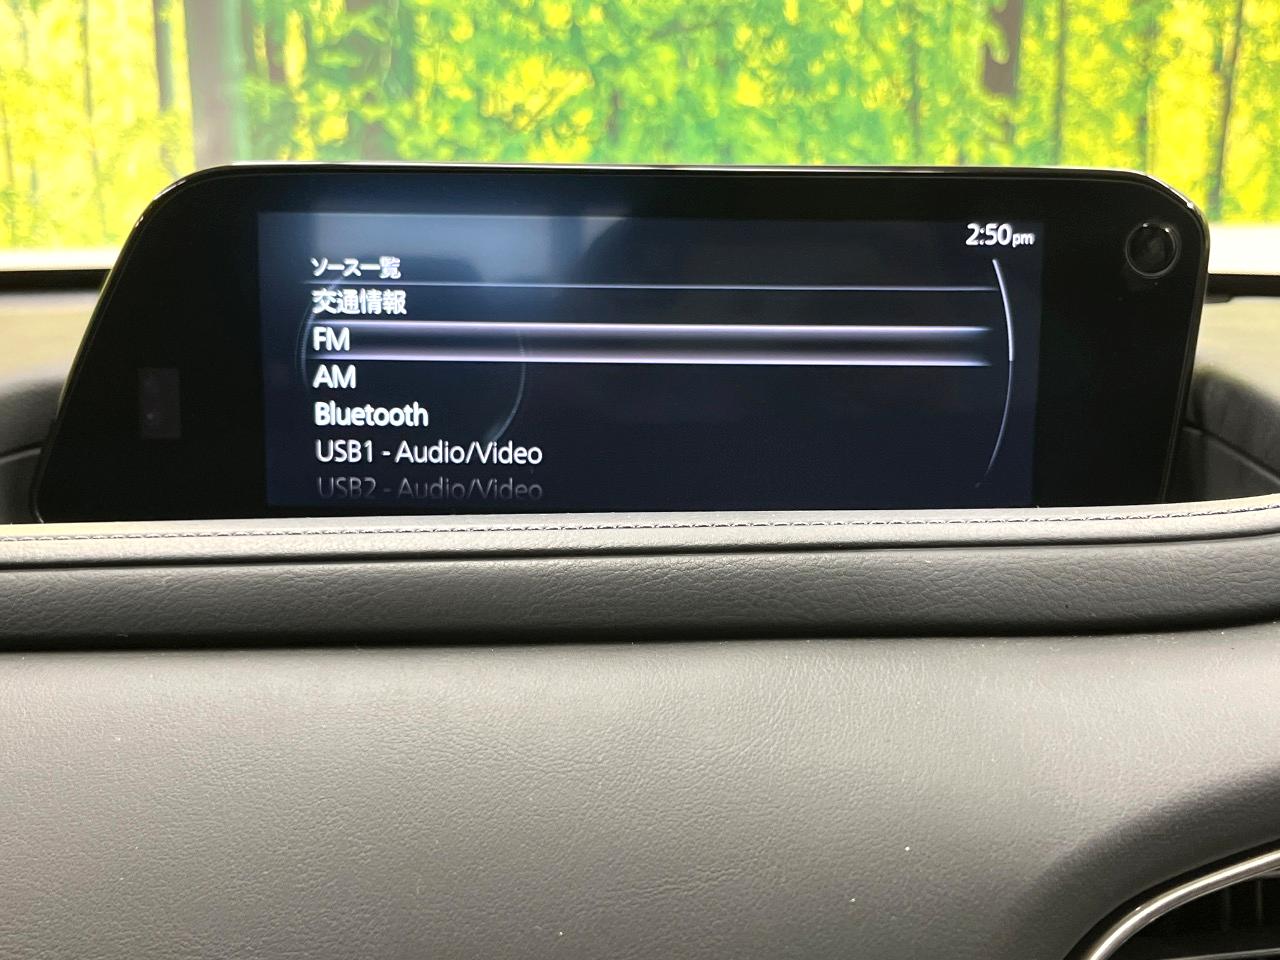 2:50pm
ソース一覧
交通情報
FM
AM
Bluetooth
USB1 - Audio/Video
USB2 - Audio/Video